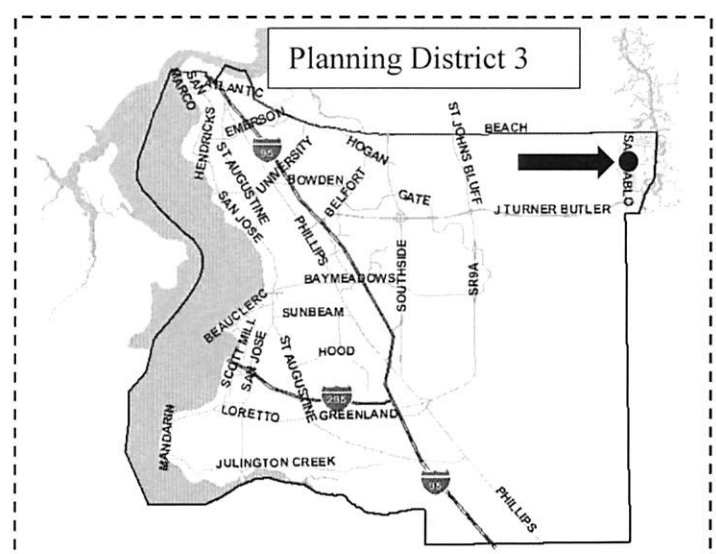 Planning District 3
SAN MARCO
ATLANTIC
EMERSON
HENDRICKS
95
UNIVERSITY
HOGAN
ST JOHNS BLUFF
BEACH
ST AUGUSTINE
BOWDEN
BELFORT
GATE
SAN JOSE
PHILLIPS
J TURNER BUTLER
BAYMEADOWS
SOUTHSIDE
SR9A
BEAUCLERC
SUNBEAM
SCOTT MILL
SAN JOSE
ST AUGUSTINE
HOOD
295
LORETTO
GREENLAND
MANDARIN
JULINGTON CREEK
95
PHILLIPS